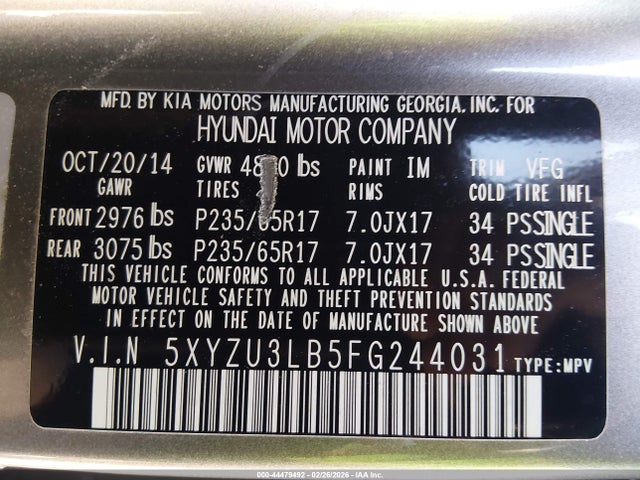 MFD. BY KIA MOTORS MANUFACTURING GEORGIA, INC. FOR
HYUNDAI MOTOR COMPANY
OCT/20/14 GVWR lbs PAINT IM TRIM VFG
GAWR TIRES RIMS COLD TIRE INFL
FRONT 2976 lbs P235/65R17 7.0JX17 34 PSSINGLE
REAR 3075 lbs P235/65R17 7.0JX17 34 PSSINGLE
THIS VEHICLE CONFORMS TO ALL APPLICABLE U.S.A. FEDERAL
MOTOR VEHICLE SAFETY AND THEFT PREVENTION STANDARDS
IN EFFECT ON THE DATE OF MANUFACTURE SHOWN ABOVE
V.I.N 5XYZU3LB5FG244031 TYPE:MPV
000-44479492 - 02/26/2026 - IAA, Inc.